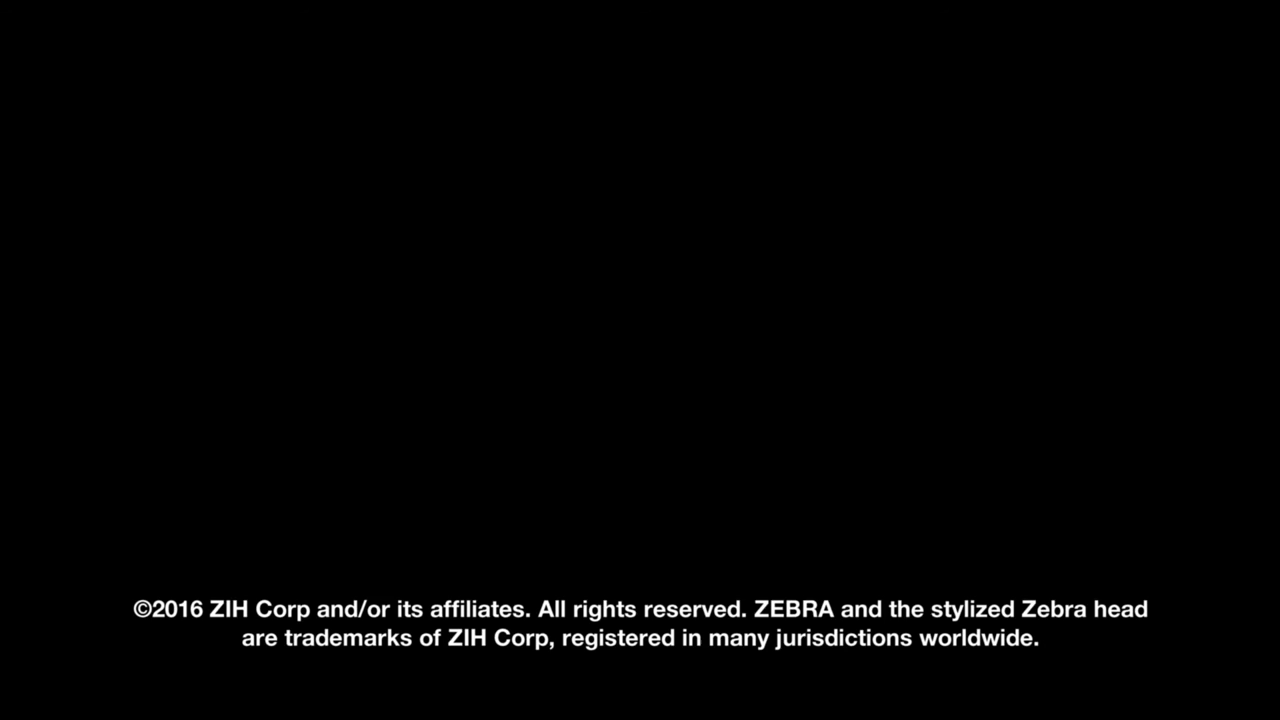 ©2016 ZIH Corp and/or its affiliates. All rights reserved. ZEBRA and the stylized Zebra head
are trademarks of ZIH Corp, registered in many jurisdictions worldwide.